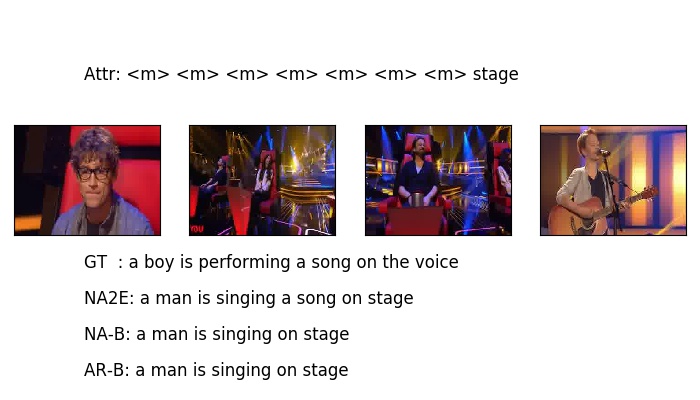 Attr: <m> <m> <m> <m> <m> <m> <m> stage
YOU
GT  : a boy is performing a song on the voice
NA2E: a man is singing a song on stage
NA-B: a man is singing on stage
AR-B: a man is singing on stage